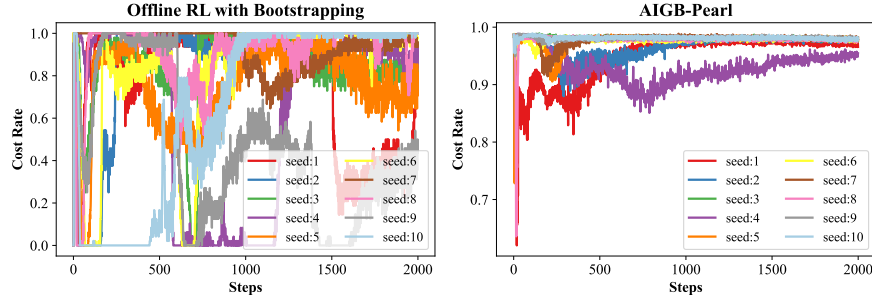 Offline RL with Bootstrapping
1.0
0.8
0.6
0.4
0.2
0.0
Cost Rate
0
500
1000
1500
2000
Steps
seed:1
seed:2
seed:3
seed:4
seed:5
seed:6
seed:7
seed:8
seed:9
seed:10
AIGB-Pearl
1.0
0.9
0.8
0.7
Cost Rate
0
500
1000
1500
2000
Steps
seed:1
seed:2
seed:3
seed:4
seed:5
seed:6
seed:7
seed:8
seed:9
seed:10